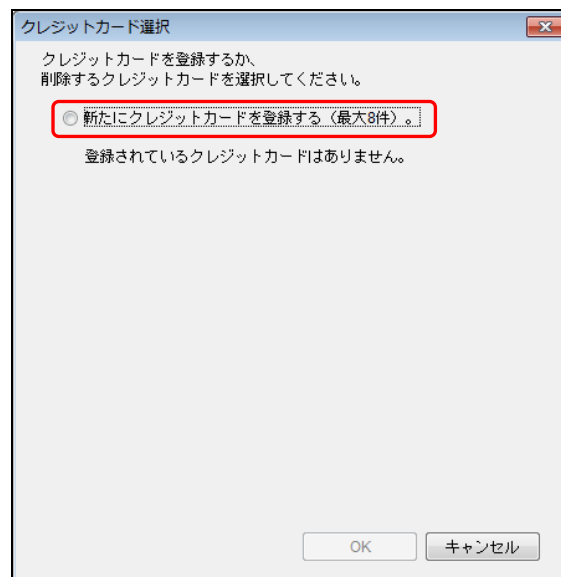 クレジットカード選択
クレジットカードを登録するか、
削除するクレジットカードを選択してください。
新たにクレジットカードを登録する（最大8件）。
登録されているクレジットカードはありません。
OK キャンセル